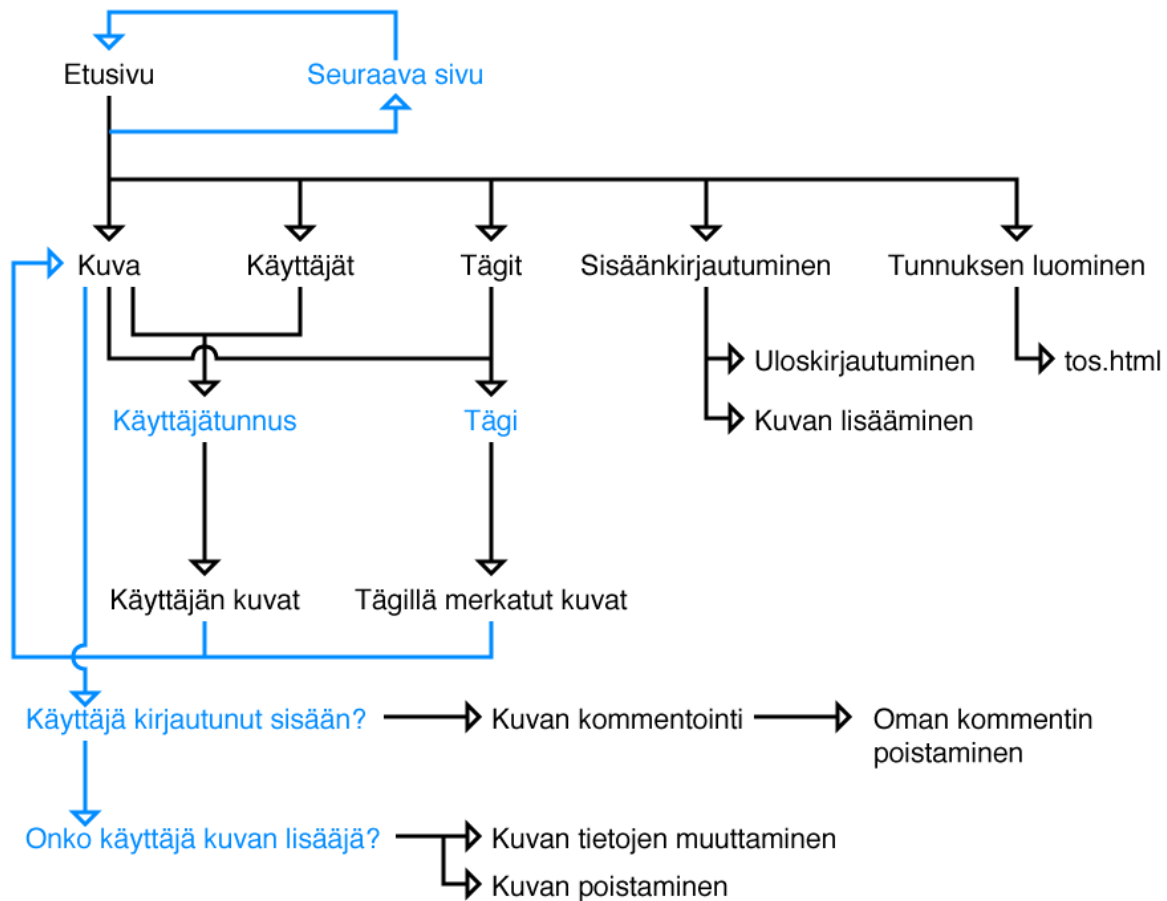 Etusivu
Seuraava sivu
Kuva
Käyttäjät
Tägit
Sisäänkirjautuminen
Tunnuksen luominen
Uloskirjautuminen
tos.html
Käyttäjätunnus
Tägi
Kuvan lisääminen
Käyttäjän kuvat
Tägillä merkatut kuvat
Käyttäjä kirjautunut sisään?
Kuvan kommentointi
Oman kommentin
poistaminen
Onko käyttäjä kuvan lisääjä?
Kuvan tietojen muuttaminen
Kuvan poistaminen